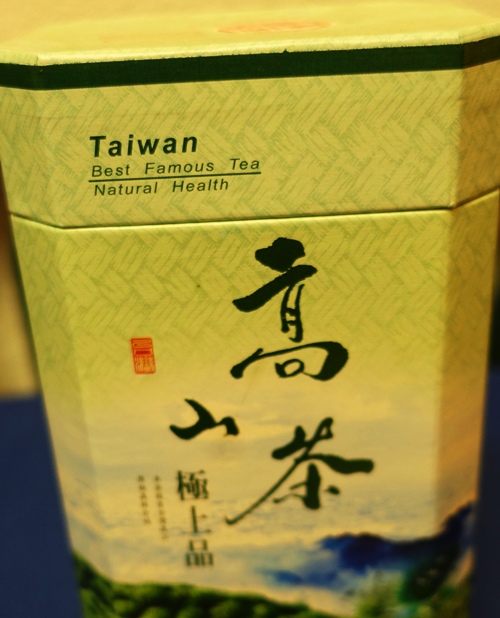 Taiwan
Best Famous Tea
Natural Health
高
山
茶
極上品